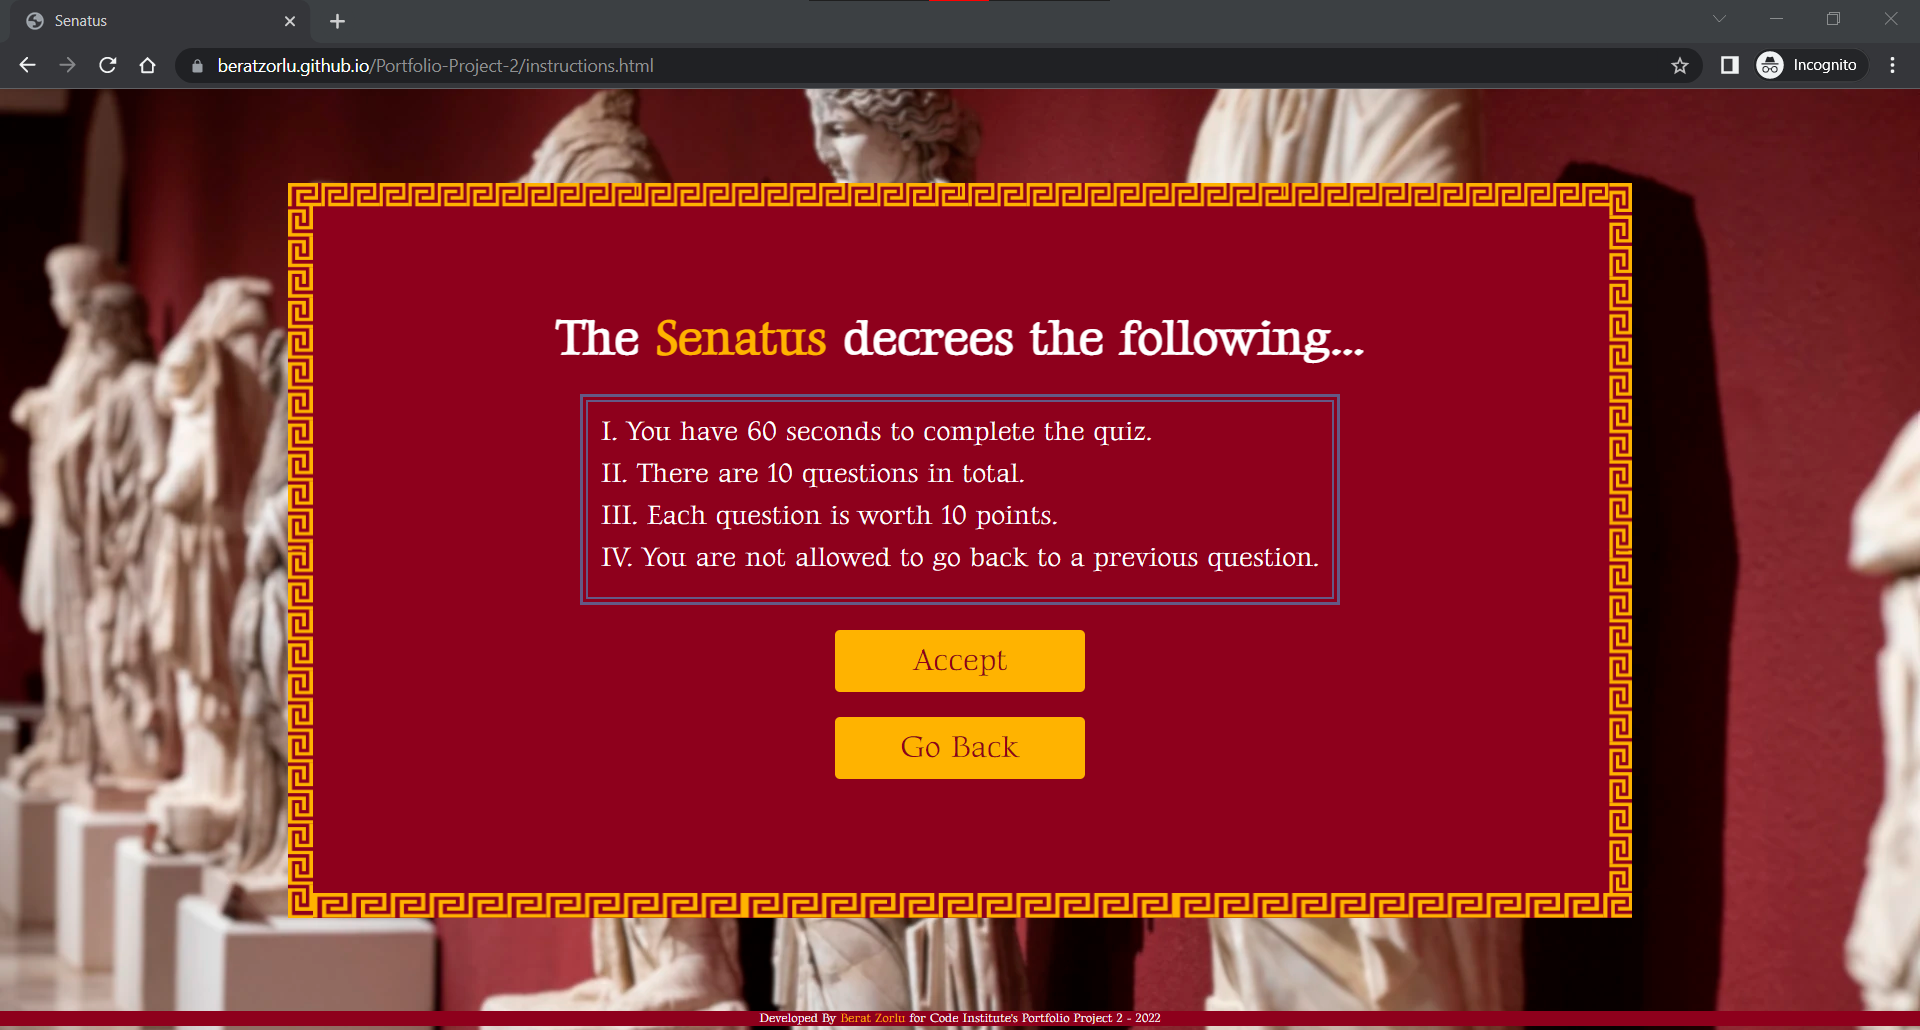 Senatus
beratzorlu.github.io/Portfolio-Project-2/instructions.html
Incognito
The Senatus decrees the following...
I. You have 60 seconds to complete the quiz.
II. There are 10 questions in total.
III. Each question is worth 10 points.
IV. You are not allowed to go back to a previous question.
Accept
Go Back
Developed By Berat Zorlu for Code Institute's Portfolio Project 2 - 2022